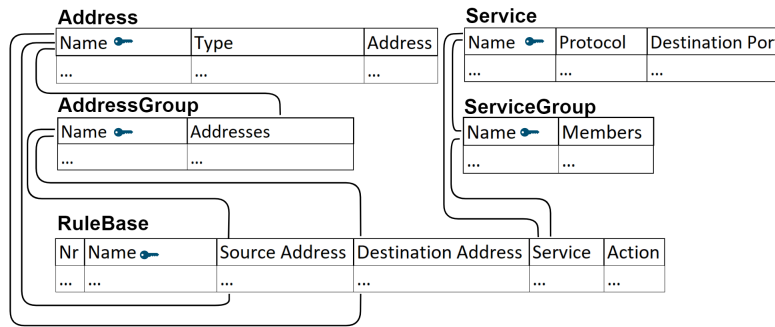 Address
Name Type Address
... ... ...
AddressGroup
Name Addresses
... ...
RuleBase
Nr Name Source Address Destination Address Service Action
... ... ... ... ... ...
Service
Name Protocol Destination Por
... ... ...
ServiceGroup
Name Members
... ...